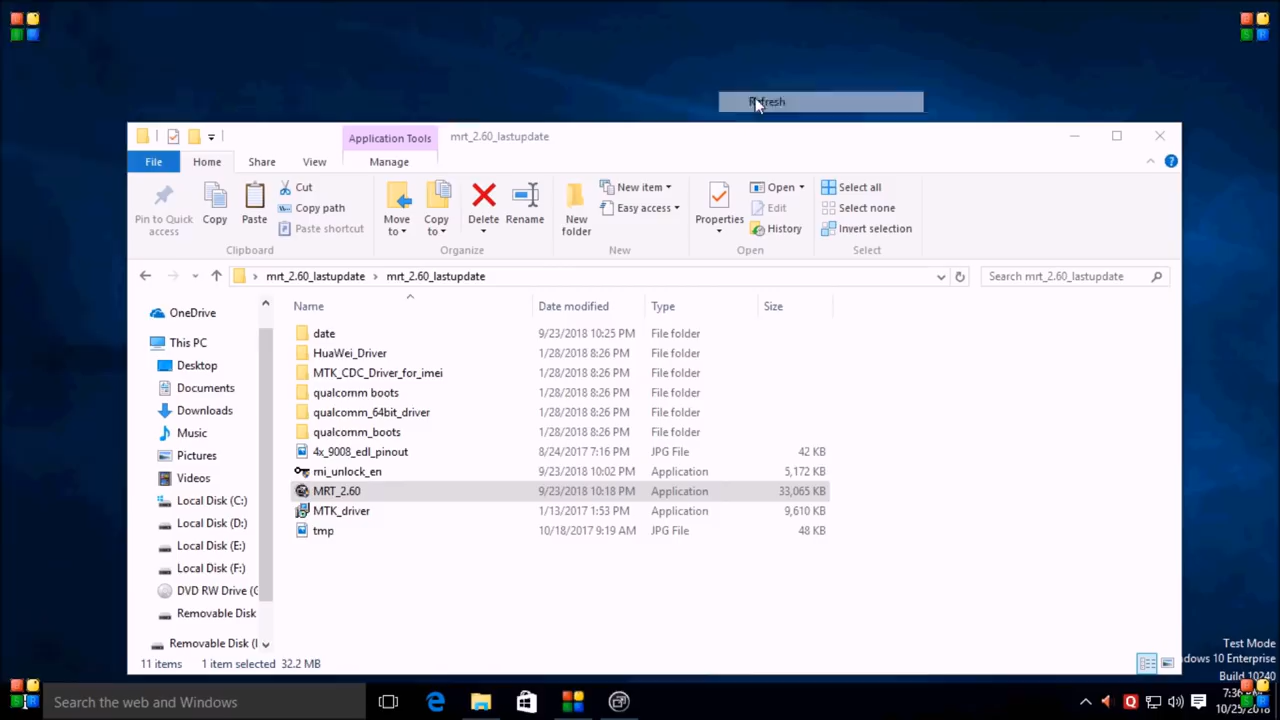 Refresh
Application Tools mrt_2.60_lastupdate
File Home Share View Manage
Pin to Quick access
Copy
Paste
Cut
Copy path
Paste shortcut
Move to
Copy to
Delete
Rename
New folder
New item
Easy access
Properties
Open
Edit
History
Select all
Select none
Invert selection
Clipboard Organize New Open Select
mrt_2.60_lastupdate > mrt_2.60_lastupdate Search mrt_2.60_lastupdate
OneDrive
This PC
Desktop
Documents
Downloads
Music
Pictures
Videos
Local Disk (C:)
Local Disk (D:)
Local Disk (E:)
Local Disk (F:)
DVD RW Drive (
Removable Disk
Removable Disk (
Name Date modified Type Size
date 9/23/2018 10:25 PM File folder
HuaWei_Driver 1/28/2018 8:26 PM File folder
MTK_CDC_Driver_for_imei 1/28/2018 8:26 PM File folder
qualcomm boots 1/28/2018 8:26 PM File folder
qualcomm_64bit_driver 1/28/2018 8:26 PM File folder
qualcomm_boots 1/28/2018 8:26 PM File folder
4x_9008_edl_pinout 8/24/2017 7:16 PM JPG File 42 KB
mi_unlock_en 9/23/2018 10:02 PM Application 5,172 KB
MRT_2.60 9/23/2018 10:18 PM Application 33,065 KB
MTK_driver 1/13/2017 1:53 PM Application 9,610 KB
tmp 10/18/2017 9:19 AM JPG File 48 KB
11 items 1 item selected 32.2 MB
Test Mode
dows 10 Enterprise
Build 10240
Search the web and Windows
10/25/2018